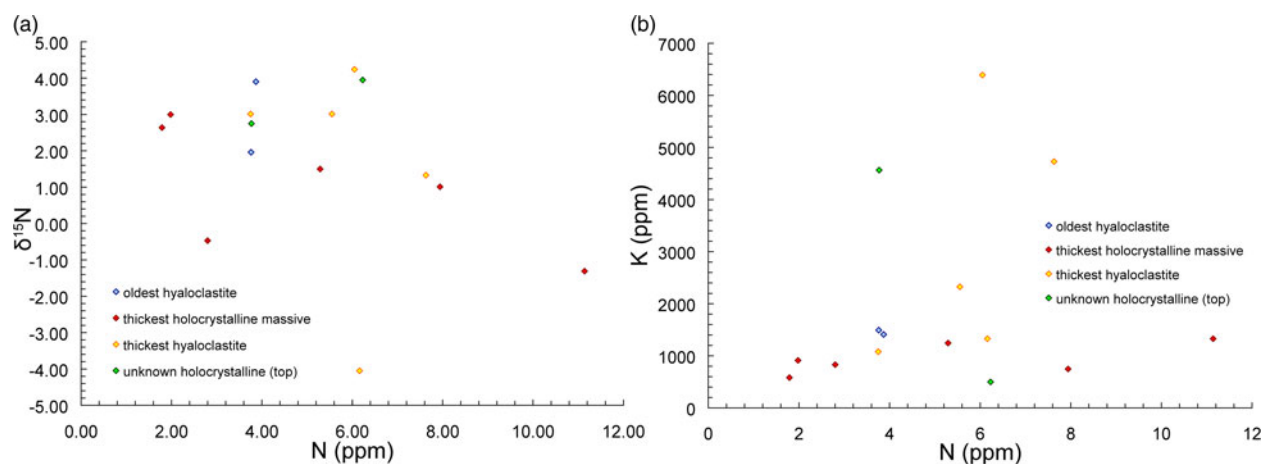 (a)
5.00
4.00
3.00
2.00
1.00
0.00
-1.00
-2.00
-3.00
-4.00
-5.00
δ¹⁵N
oldest hyaloclastite
thickest holocrystalline massive
thickest hyaloclastite
unknown holocrystalline (top)
0.00 2.00 4.00 6.00 8.00 10.00 12.00
N (ppm)
(b)
7000
6000
5000
4000
3000
2000
1000
0
K (ppm)
oldest hyaloclastite
thickest holocrystalline massive
thickest hyaloclastite
unknown holocrystalline (top)
0 2 4 6 8 10 12
N (ppm)